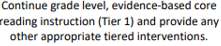 Continue grade level, evidence-based core
reading instruction (Tier 1) and provide any
other appropriate tiered interventions.